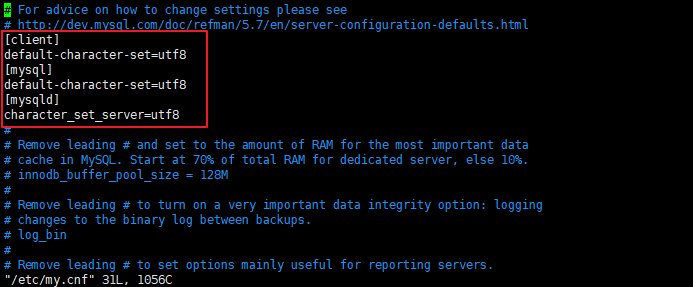 # For advice on how to change settings please see
# http://dev.mysql.com/doc/refman/5.7/en/server-configuration-defaults.html
[client]
default-character-set=utf8
[mysql]
default-character-set=utf8
[mysqld]
character_set_server=utf8
#
# Remove leading # and set to the amount of RAM for the most important data
# cache in MySQL. Start at 70% of total RAM for dedicated server, else 10%.
# innodb_buffer_pool_size = 128M
#
# Remove leading # to turn on a very important data integrity option: logging
# changes to the binary log between backups.
# log_bin
#
# Remove leading # to set options mainly useful for reporting servers.
"/etc/my.cnf" 31L, 1056C